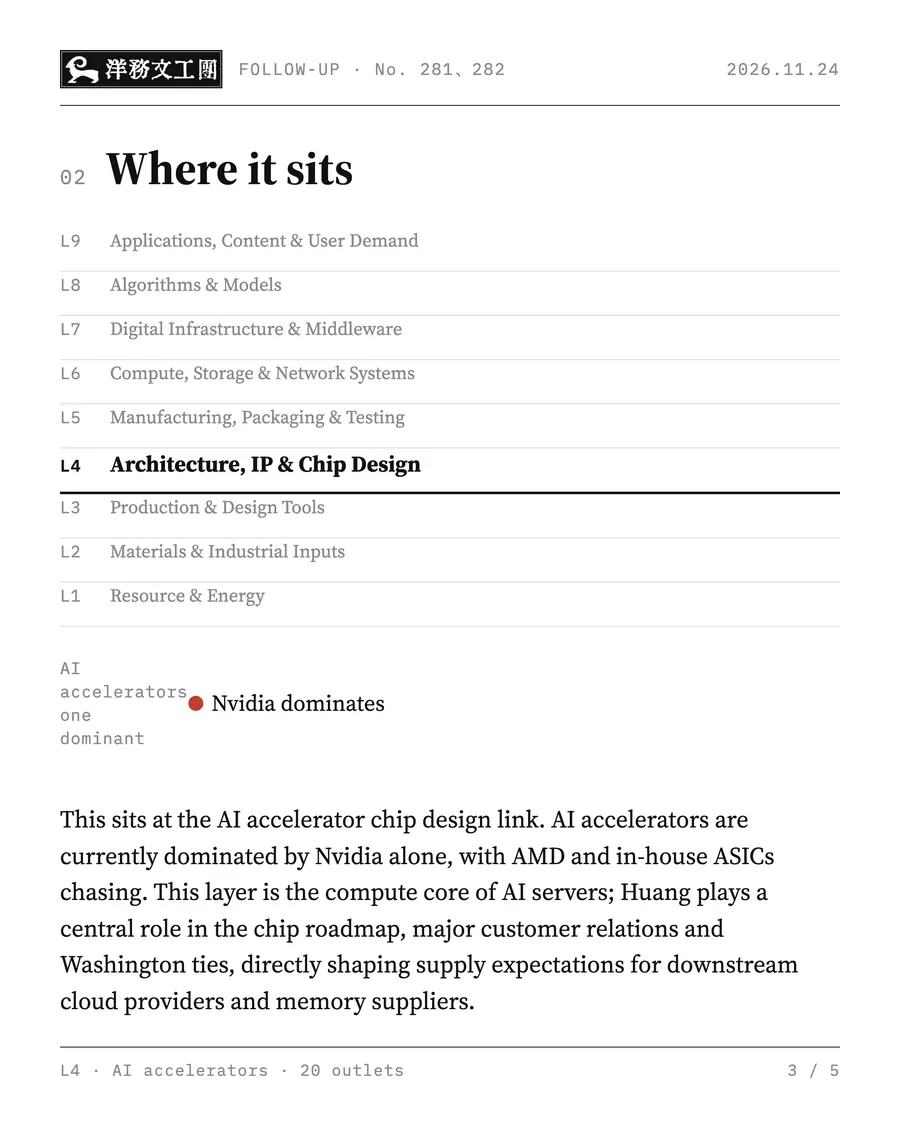 洋務文工團 FOLLOW-UP · No. 281、282 2026.11.24
02 Where it sits
L9 Applications, Content & User Demand
L8 Algorithms & Models
L7 Digital Infrastructure & Middleware
L6 Compute, Storage & Network Systems
L5 Manufacturing, Packaging & Testing
L4 Architecture, IP & Chip Design
L3 Production & Design Tools
L2 Materials & Industrial Inputs
L1 Resource & Energy
AI
accelerators
one
dominant
Nvidia dominates
This sits at the AI accelerator chip design link. AI accelerators are
currently dominated by Nvidia alone, with AMD and in-house ASICs
chasing. This layer is the compute core of AI servers; Huang plays a
central role in the chip roadmap, major customer relations and
Washington ties, directly shaping supply expectations for downstream
cloud providers and memory suppliers.
L4 · AI accelerators · 20 outlets 3 / 5